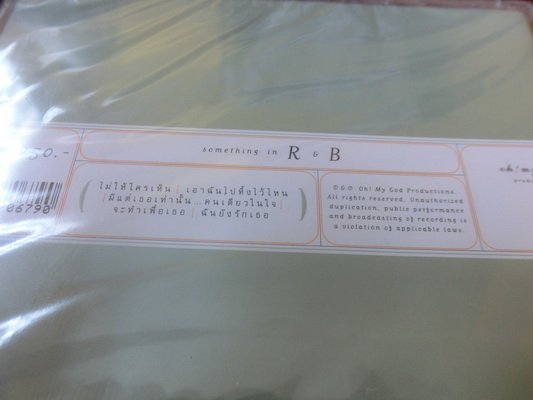 50.-
something in R & B
06790
ไม่ให้ใครเห็น | เอาฉันไปทิ้งไว้ไหน
| มีแต่เธอเท่านั้น...คนเดียวในใจ |
จะทำเพื่อเธอ | ฉันยังรักเธอ
℗ © Oh! My God Productions.
All rights reserved. Unauthorized
duplication, public performance
and broadcasting of recording is
a violation of applicable laws.